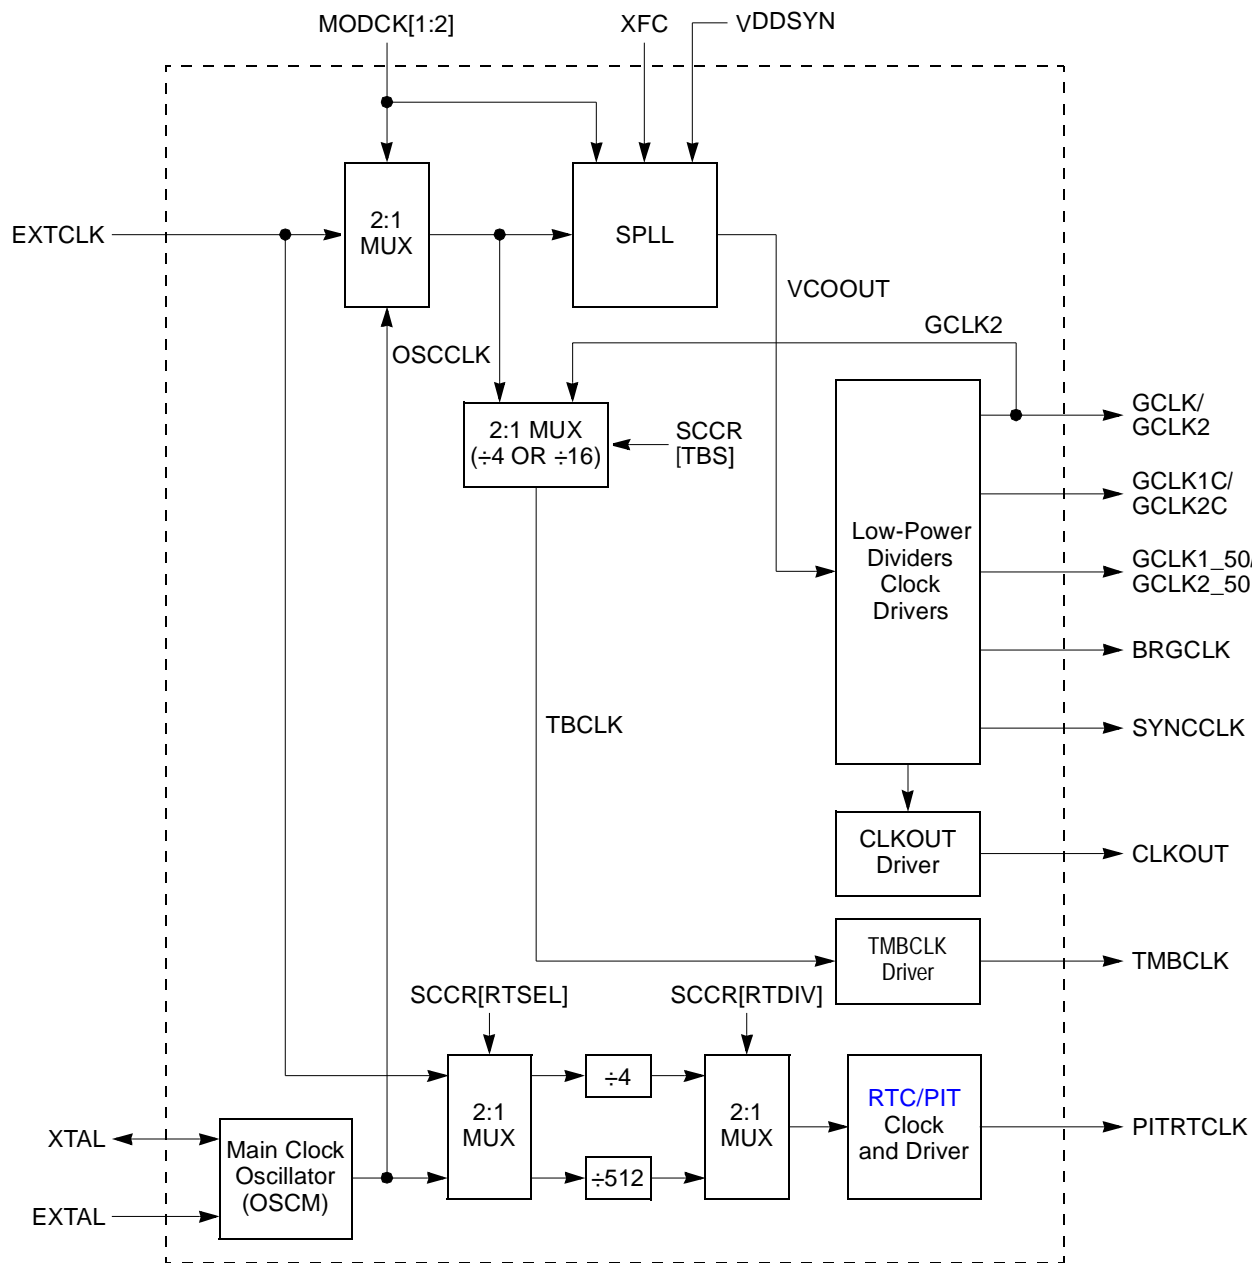 MODCK[1:2]
XFC
VDDSYN
EXTCLK
2:1
MUX
SPLL
VCOOUT
GCLK2
OSCCLK
2:1 MUX
(÷4 OR ÷16)
SCCR
[TBS]
GCLK/
GCLK2
GCLK1C/
GCLK2C
Low-Power
Dividers
Clock
Drivers
GCLK1_50/
GCLK2_50
BRGCLK
TBCLK
SYNCCLK
CLKOUT
Driver
CLKOUT
TMBCLK
Driver
TMBCLK
SCCR[RTSEL]
SCCR[RTDIV]
÷4
2:1
MUX
2:1
MUX
RTC/PIT
Clock
and Driver
PITRTCLK
XTAL
Main Clock
Oscillator
(OSCM)
÷512
EXTAL